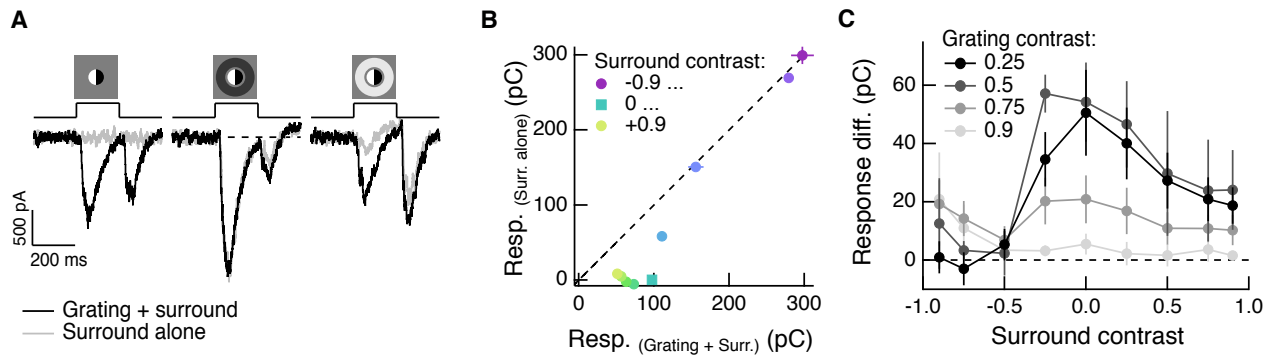 A
500 pA
200 ms
Grating + surround
Surround alone
B
Surround contrast:
-0.9 ...
0 ...
+0.9
300
200
100
0
0
100
200
300
Resp. (Surr. alone) (pC)
Resp. (Grating + Surr.) (pC)
C
Grating contrast:
0.25
0.5
0.75
0.9
60
40
20
0
-1.0
-0.5
0.0
0.5
1.0
Response diff. (pC)
Surround contrast